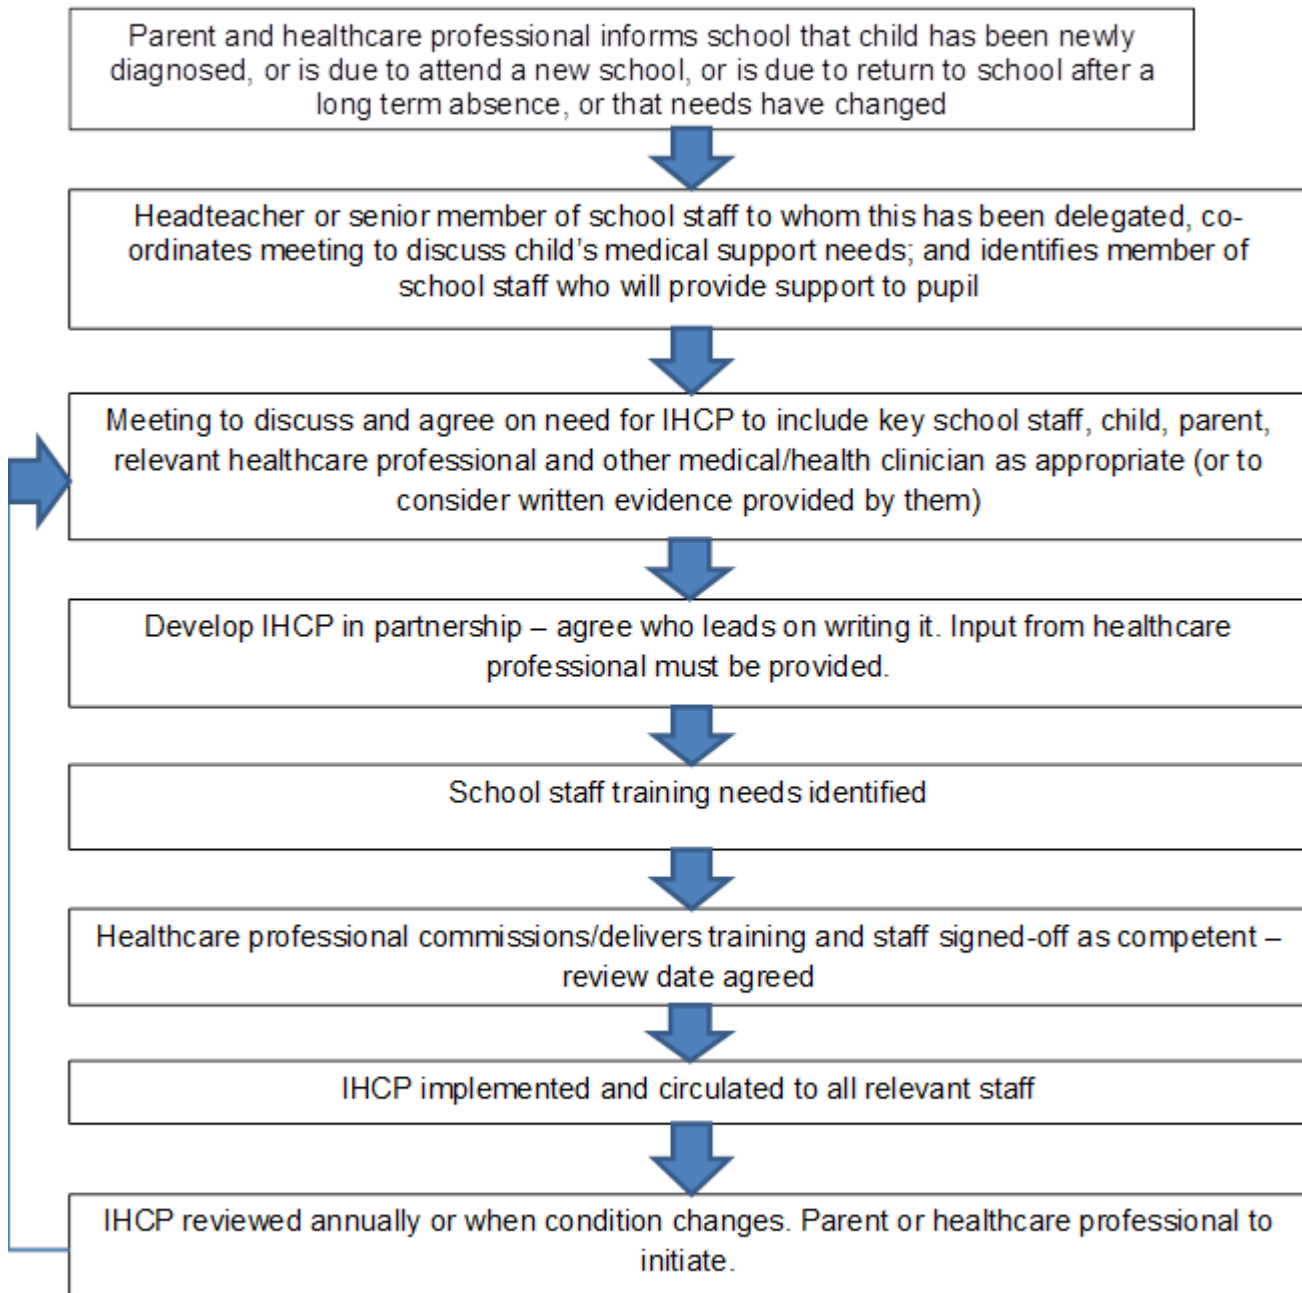 Parent and healthcare professional informs school that child has been newly
diagnosed, or is due to attend a new school, or is due to return to school after a
long term absence, or that needs have changed
Headteacher or senior member of school staff to whom this has been delegated, co-
ordinates meeting to discuss child's medical support needs; and identifies member of
school staff who will provide support to pupil
Meeting to discuss and agree on need for IHCP to include key school staff, child, parent,
relevant healthcare professional and other medical/health clinician as appropriate (or to
consider written evidence provided by them)
Develop IHCP in partnership – agree who leads on writing it. Input from healthcare
professional must be provided.
School staff training needs identified
Healthcare professional commissions/delivers training and staff signed-off as competent –
review date agreed
IHCP implemented and circulated to all relevant staff
IHCP reviewed annually or when condition changes. Parent or healthcare professional to
initiate.